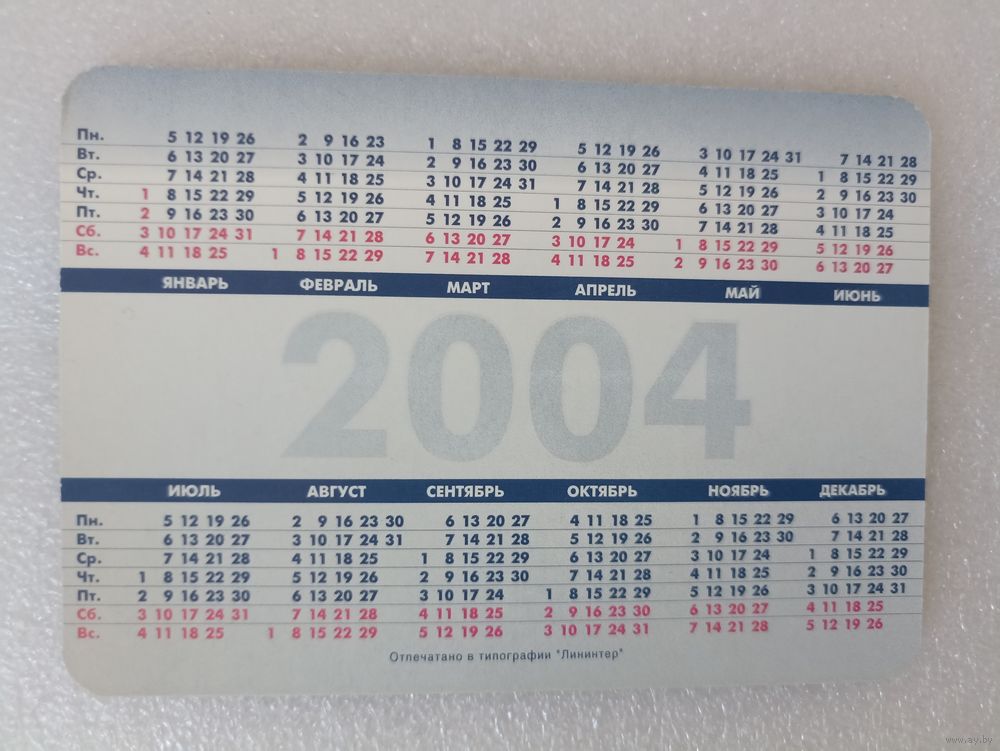 Пн. 5 12 19 26 2 9 16 23 1 8 15 22 29 5 12 19 26 3 10 17 24 31 7 14 21 28
Вт. 6 13 20 27 3 10 17 24 2 9 16 23 30 6 13 20 27 4 11 18 25 1 8 15 22 29
Ср. 7 14 21 28 4 11 18 25 3 10 17 24 31 7 14 21 28 5 12 19 26 2 9 16 23 30
Чт. 1 8 15 22 29 5 12 19 26 4 11 18 25 1 8 15 22 29 6 13 20 27 3 10 17 24
Пт. 2 9 16 23 30 6 13 20 27 5 12 19 26 2 9 16 23 30 7 14 21 28 4 11 18 25
Сб. 3 10 17 24 31 7 14 21 28 6 13 20 27 3 10 17 24 1 8 15 22 29 5 12 19 26
Вс. 4 11 18 25 1 8 15 22 29 7 14 21 28 4 11 18 25 2 9 16 23 30 6 13 20 27
ЯНВАРЬ ФЕВРАЛЬ МАРТ АПРЕЛЬ МАЙ ИЮНЬ
2004
ИЮЛЬ АВГУСТ СЕНТЯБРЬ ОКТЯБРЬ НОЯБРЬ ДЕКАБРЬ
Пн. 5 12 19 26 2 9 16 23 30 6 13 20 27 4 11 18 25 1 8 15 22 29 6 13 20 27
Вт. 6 13 20 27 3 10 17 24 31 7 14 21 28 5 12 19 26 2 9 16 23 30 7 14 21 28
Ср. 7 14 21 28 4 11 18 25 1 8 15 22 29 6 13 20 27 3 10 17 24 1 8 15 22 29
Чт. 1 8 15 22 29 5 12 19 26 2 9 16 23 30 7 14 21 28 4 11 18 25 2 9 16 23 30
Пт. 2 9 16 23 30 6 13 20 27 3 10 17 24 1 8 15 22 29 5 12 19 26 3 10 17 24 31
Сб. 3 10 17 24 31 7 14 21 28 4 11 18 25 2 9 16 23 30 6 13 20 27 4 11 18 25
Вс. 4 11 18 25 1 8 15 22 29 5 12 19 26 3 10 17 24 31 7 14 21 28 5 12 19 26
Отпечатано в типографии "Лининтер"
www.ay.by